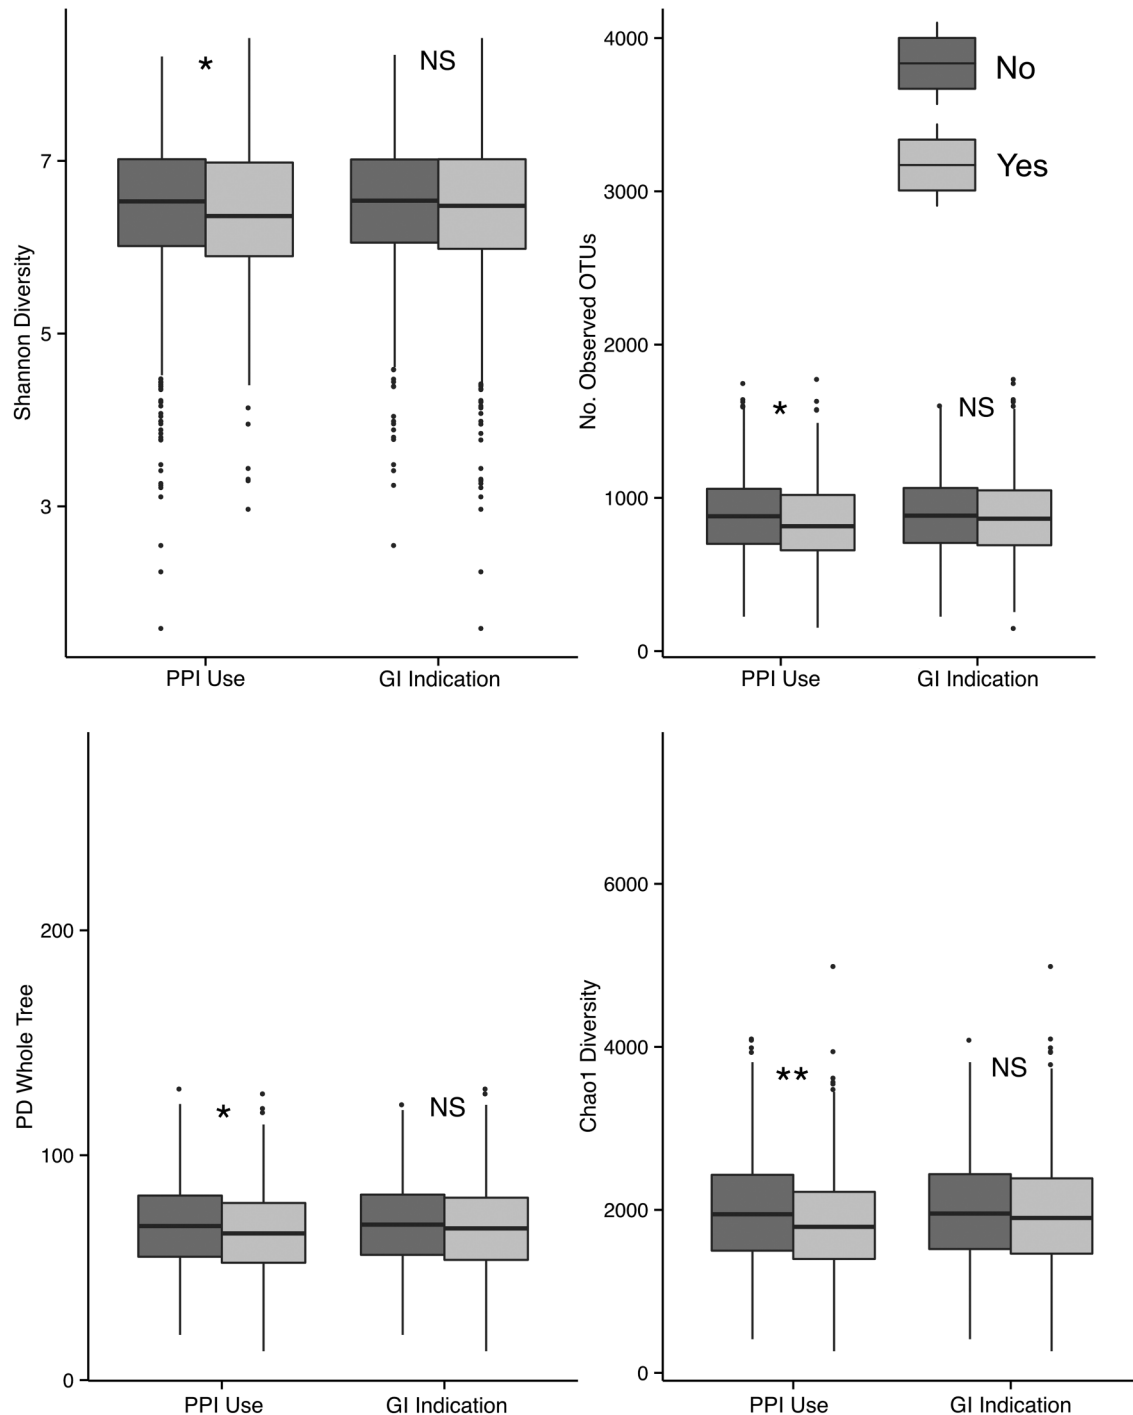 *
NS
7
5
3
Shannon Diversity
PPI Use
GI Indication
4000
3000
2000
1000
0
No. Observed OTUs
No
Yes
*
NS
PPI Use
GI Indication
200
100
0
PD Whole Tree
*
NS
PPI Use
GI Indication
6000
4000
2000
0
Chao1 Diversity
**
NS
PPI Use
GI Indication